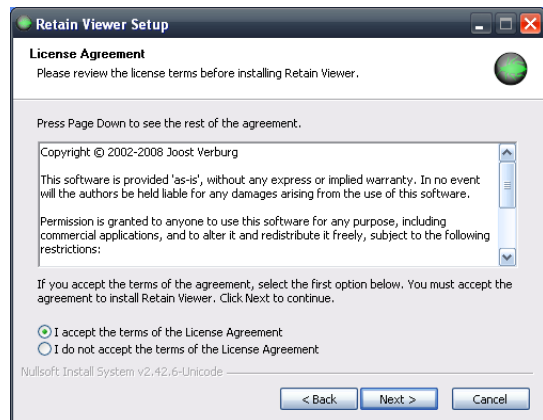 Retain Viewer Setup
License Agreement
Please review the license terms before installing Retain Viewer.
Press Page Down to see the rest of the agreement.
Copyright © 2002-2008 Joost Verburg
This software is provided 'as-is', without any express or implied warranty. In no event
will the authors be held liable for any damages arising from the use of this software.
Permission is granted to anyone to use this software for any purpose, including
commercial applications, and to alter it and redistribute it freely, subject to the following
restrictions:
If you accept the terms of the agreement, select the first option below. You must accept the
agreement to install Retain Viewer. Click Next to continue.
I accept the terms of the License Agreement
I do not accept the terms of the License Agreement
Nullsoft Install System v2.42.6-Unicode
< Back Next > Cancel